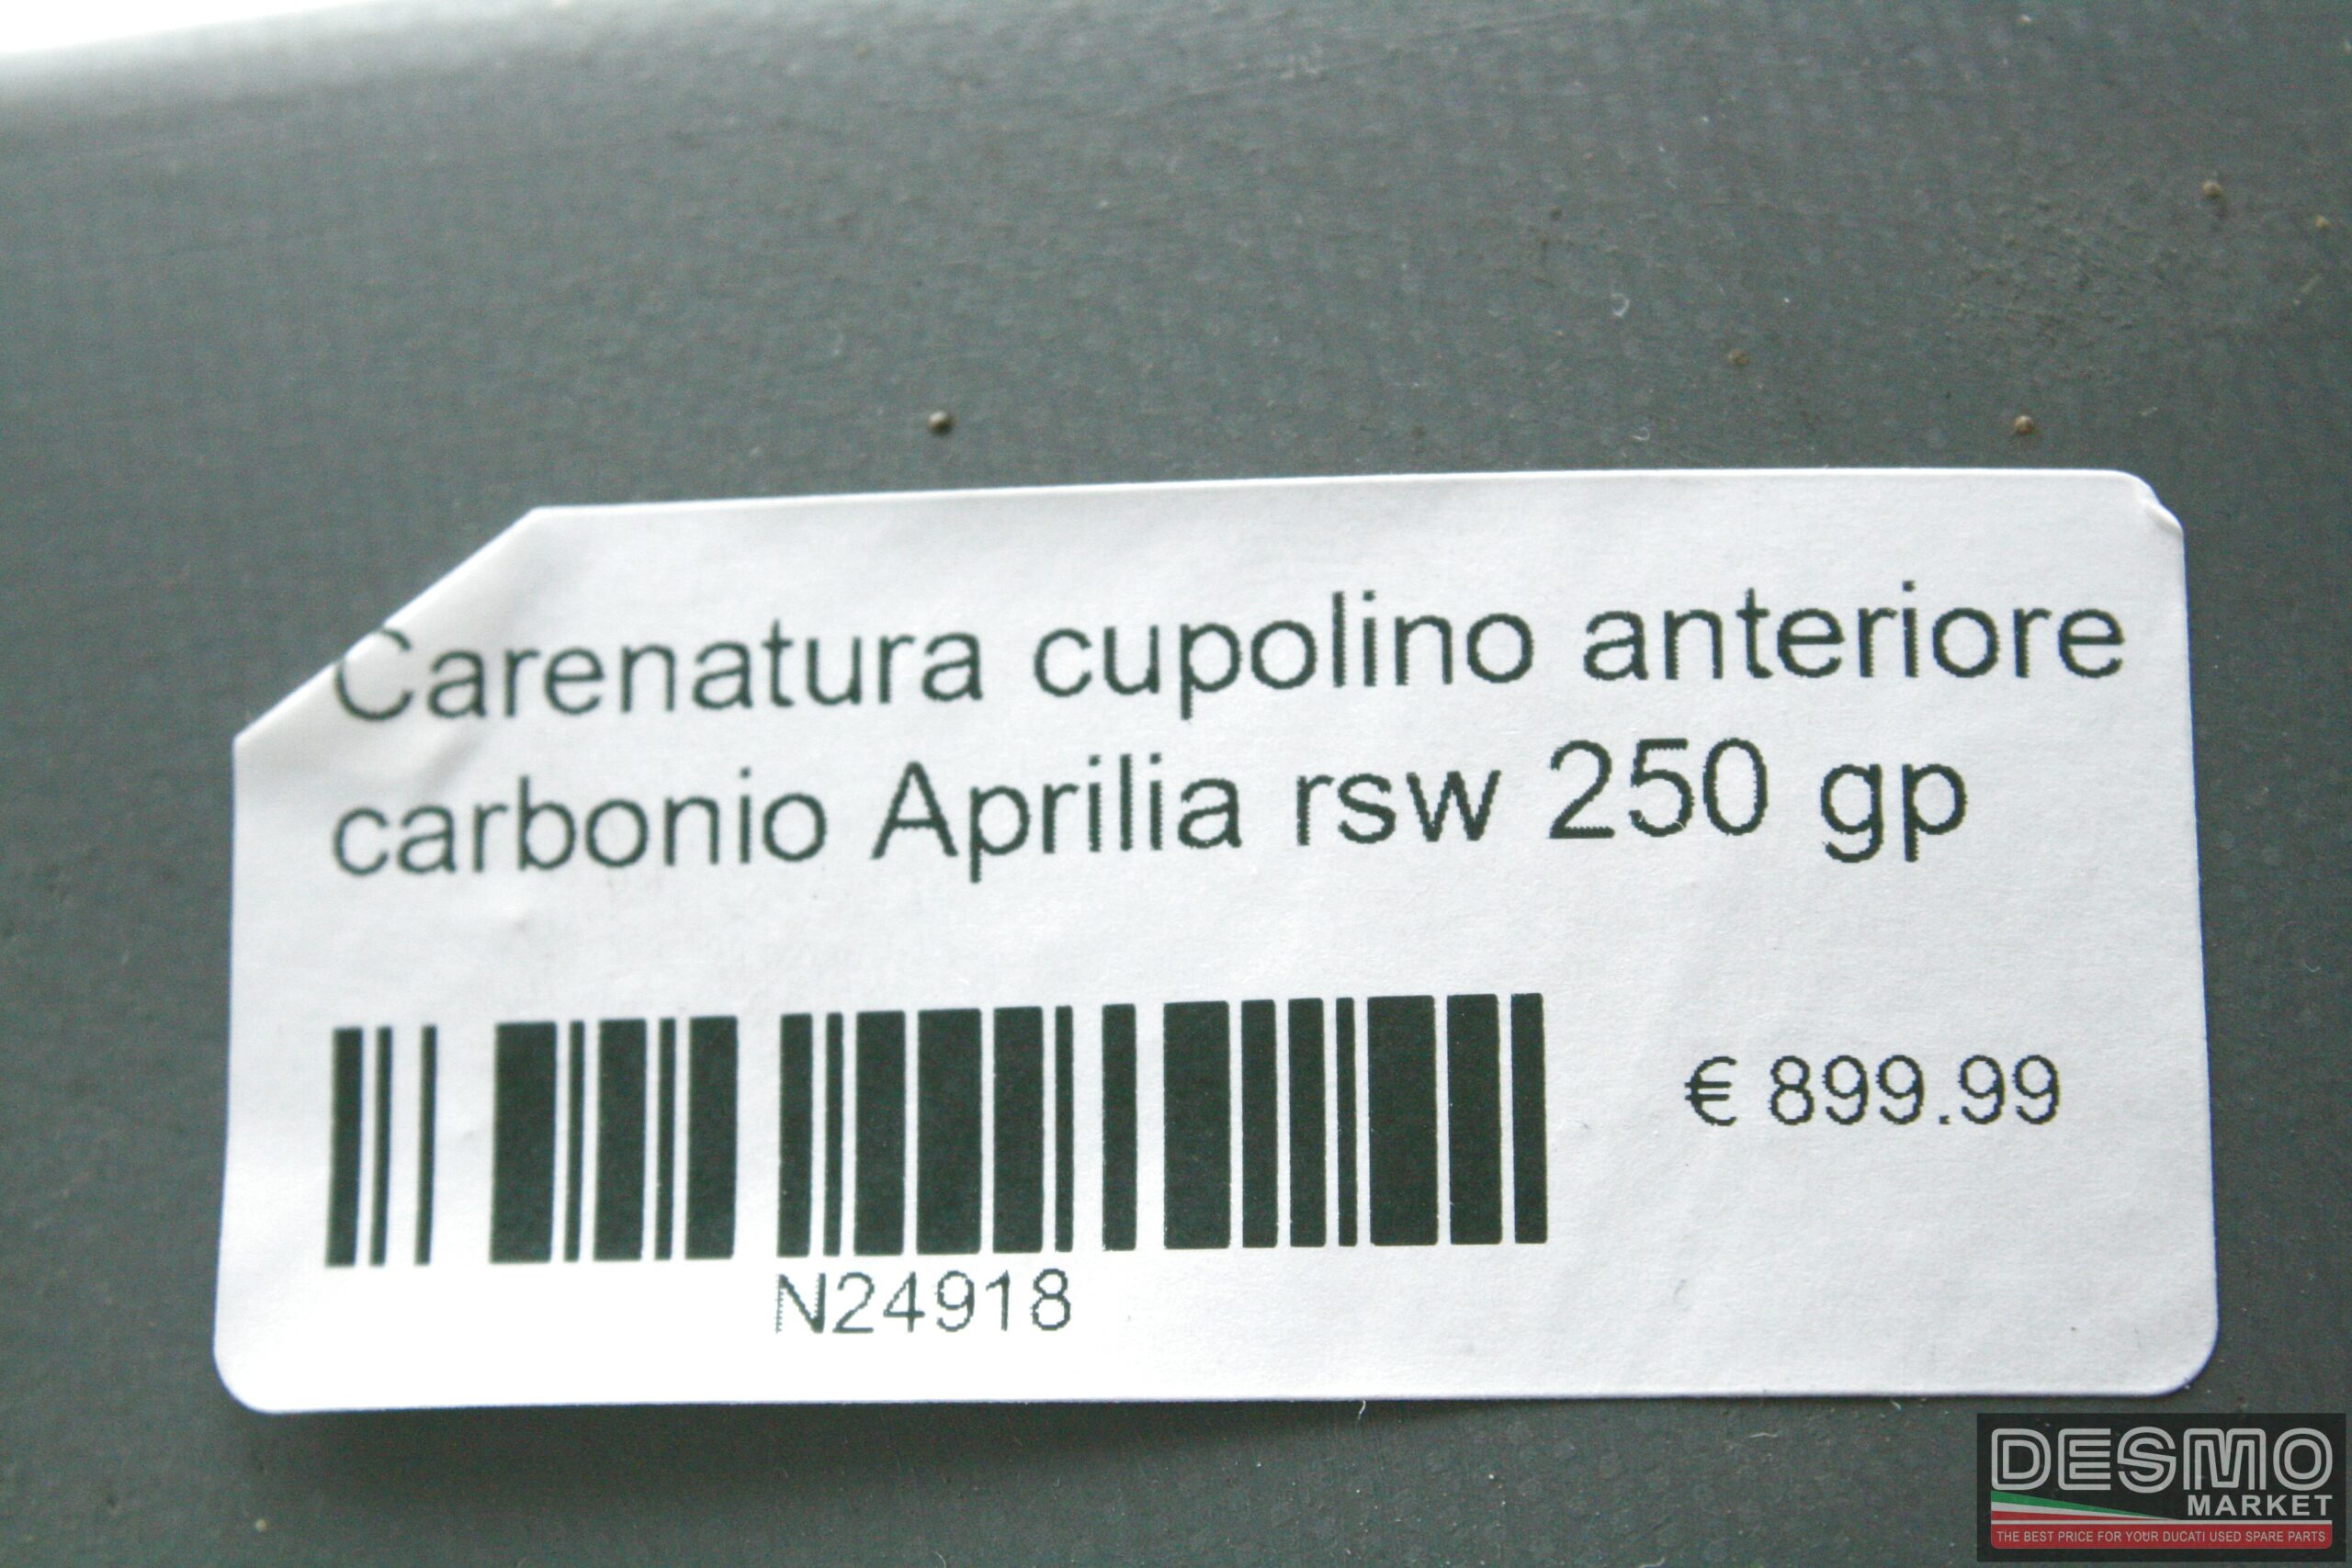 Carenatura cupolino anteriore
carbonio Aprilia rsw 250 gp
€ 899.99
N24918
DESMO
MARKET
THE BEST PRICE FOR YOUR DUCATI USED SPARE PARTS